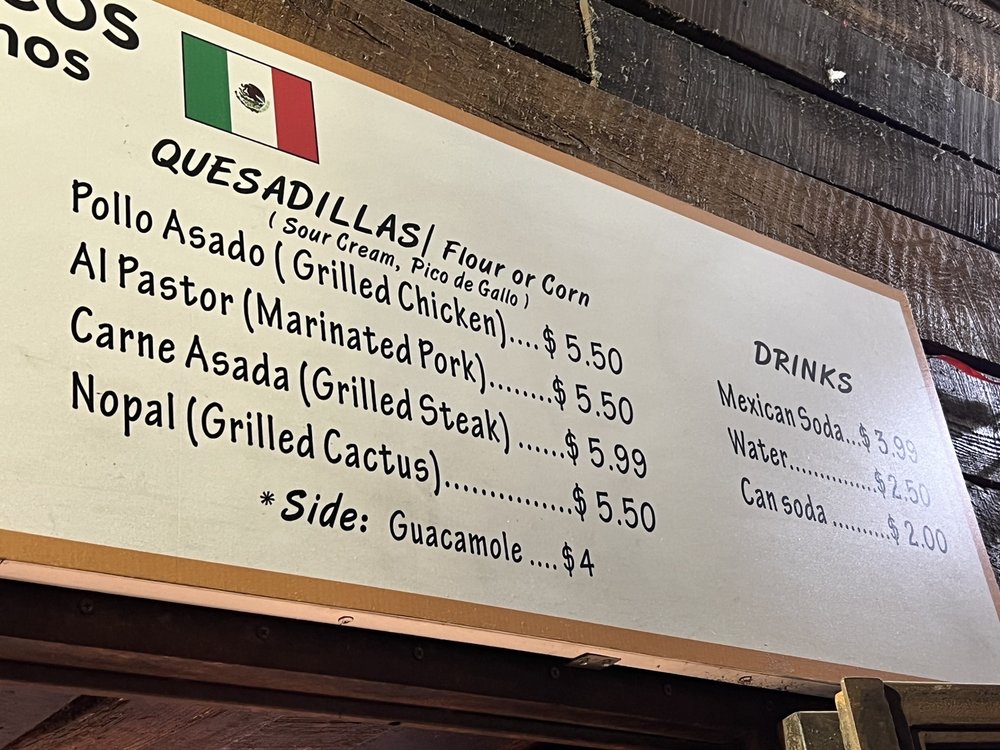 QUESADILLAS/ Flour or Corn
( Sour Cream, Pico de Gallo )
Pollo Asado ( Grilled Chicken)....$ 5.50
Al Pastor (Marinated Pork)........$ 5.50
Carne Asada (Grilled Steak) ......$ 5.99
Nopal (Grilled Cactus)..............$ 5.50
*Side: Guacamole ....$4
DRINKS
Mexican Soda...$ 3.99
Water.............$2.50
Can soda .........$ 2.00